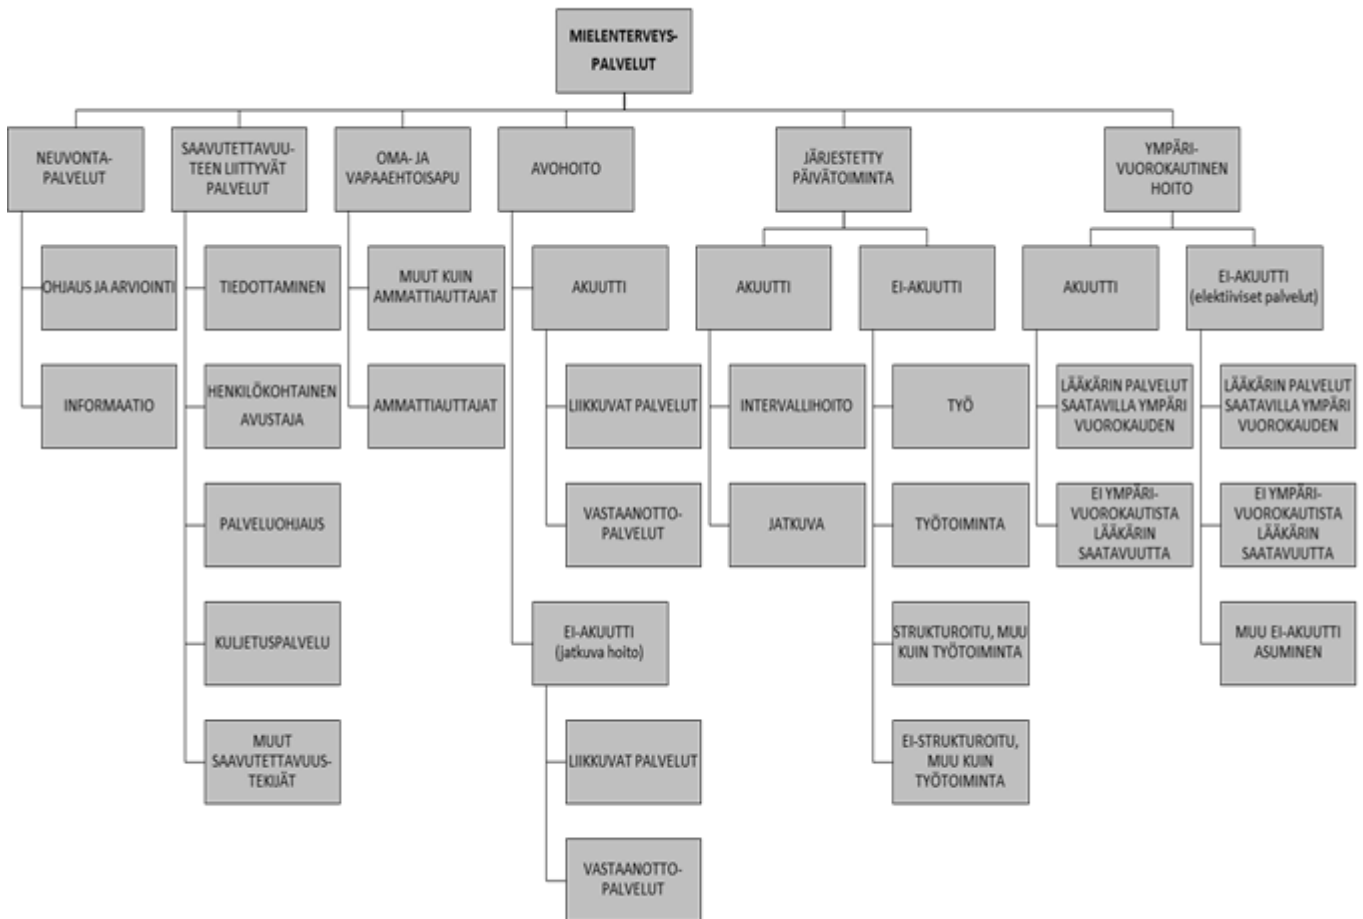 MIELENTERVEYS-
PALVELUT
NEUVONTA-
PALVELUT
SAAVUTETTAVUU-
TEEN LIITTYVÄT
PALVELUT
OMA- JA
VAPAAEHTOISAPU
AVOHOITO
JÄRJESTETTY
PÄIVÄTOIMINTA
YMPÄRI-
VUOROKAUTINEN
HOITO
OHJAUS JA ARVIOINTI
TIEDOTTAMINEN
MUUT KUIN
AMMATTIAUTTAJAT
AKUUTTI
AKUUTTI
EI-AKUUTTI
AKUUTTI
EI-AKUUTTI
(elektiiviset palvelut)
INFORMAATIO
HENKILÖKOHTAINEN
AVUSTAJA
AMMATTIAUTTAJAT
LIIKKUVAT PALVELUT
INTERVALLIHOITO
TYÖ
LÄÄKÄRIN PALVELUT
SAATAVILLA YMPÄRI
VUOROKAUDEN
LÄÄKÄRIN PALVELUT
SAATAVILLA YMPÄRI
VUOROKAUDEN
PALVELUOHJAUS
VASTAANOTTO-
PALVELUT
JATKUVA
TYÖTOIMINTA
EI YMPÄRI-
VUOROKAUTISTA
LÄÄKÄRIN
SAATAVUUTTA
EI YMPÄRI-
VUOROKAUTISTA
LÄÄKÄRIN
SAATAVUUTTA
KULJETUSPALVELU
EI-AKUUTTI
(jatkuva hoito)
STRUKTUROITU, MUU
KUIN TYÖTOIMINTA
MUU EI-AKUUTTI
ASUMINEN
MUUT
SAAVUTETTAVUUS-
TEKIJÄT
LIIKKUVAT PALVELUT
EI-STRUKTUROITU,
MUU KUIN
TYÖTOIMINTA
VASTAANOTTO-
PALVELUT